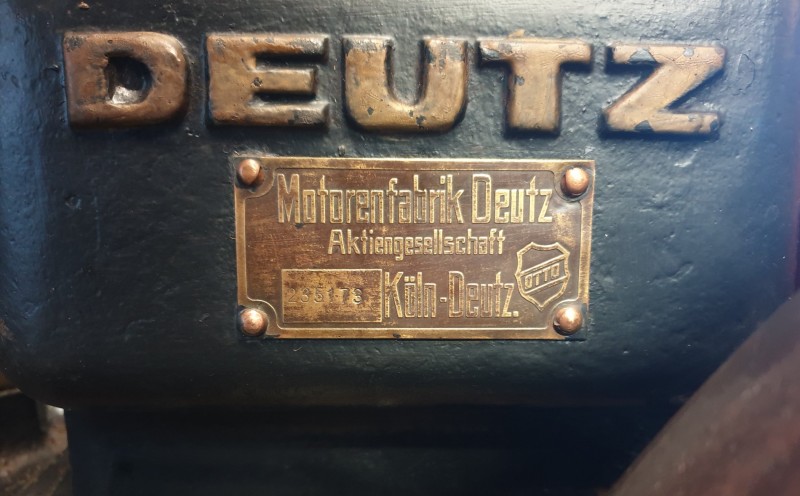 DEUTZ
Motorenfabrik Deutz
Aktiengesellschaft
Köln-Deutz.
OTTO